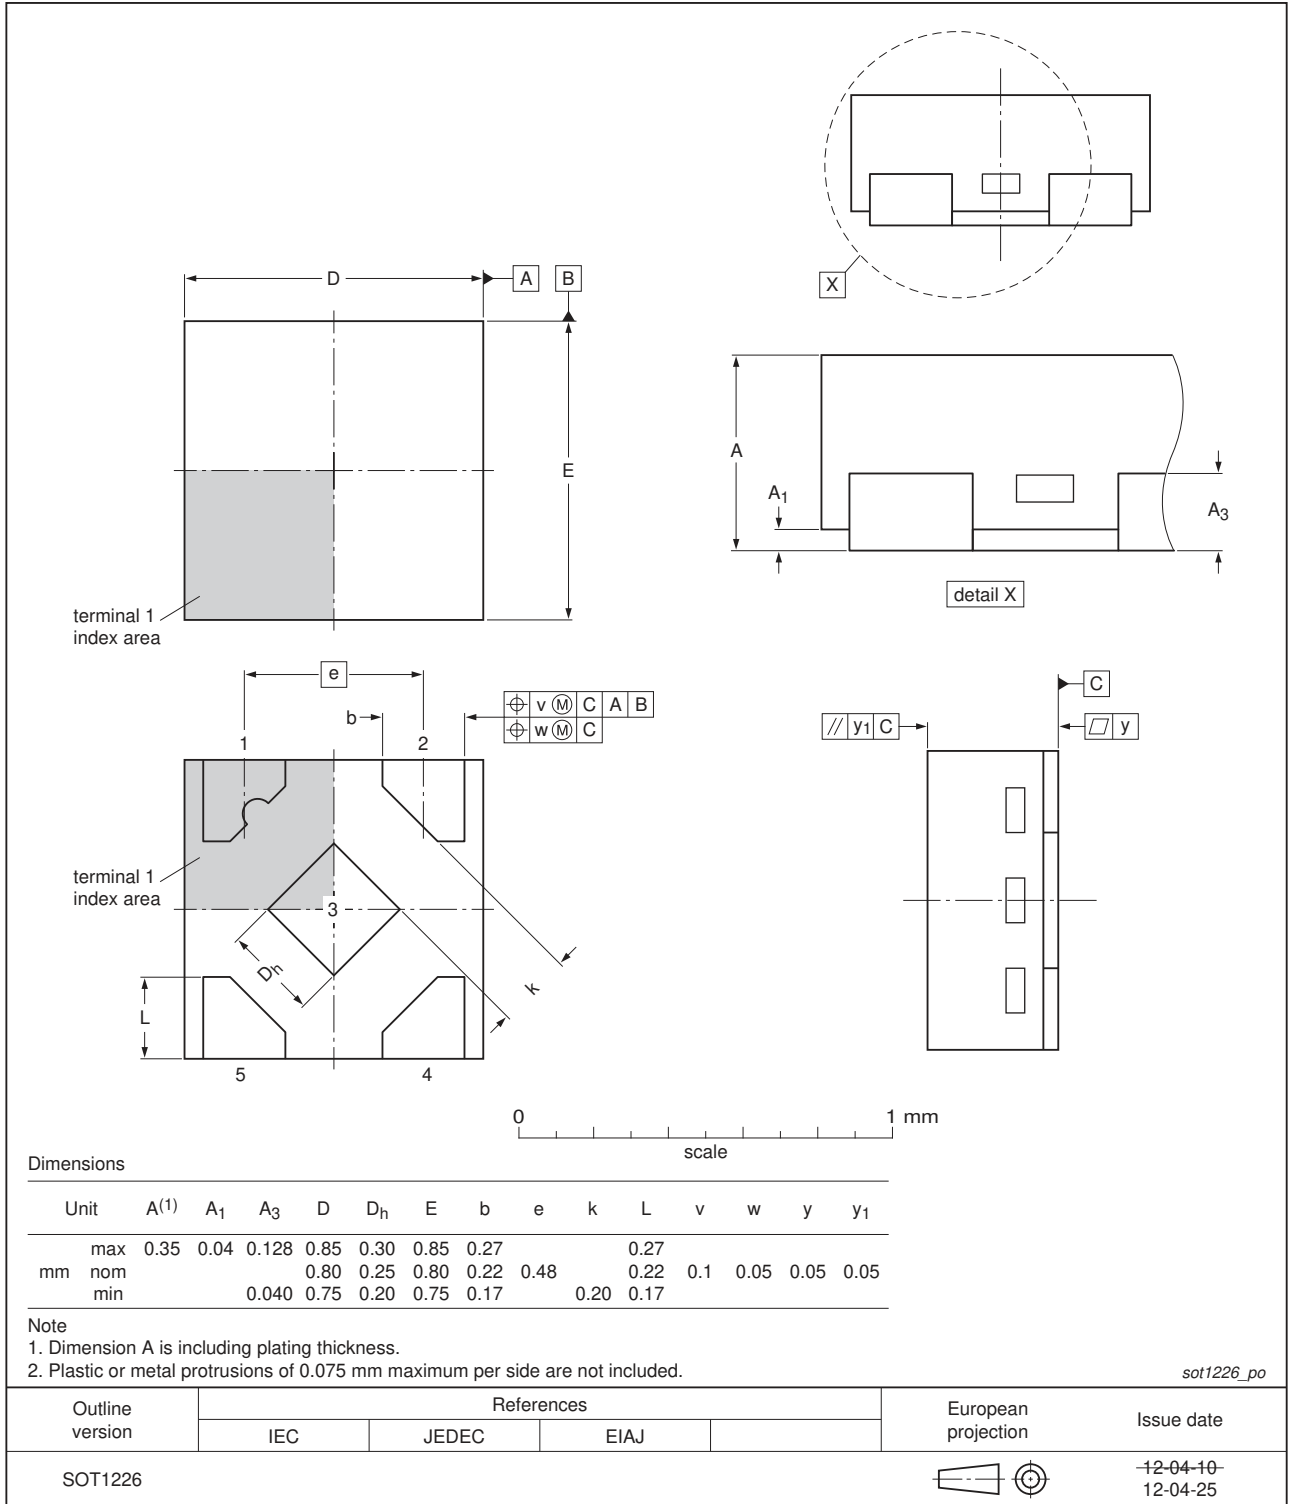 X
D
A
B
E
terminal 1
index area
A
A1
A3
detail X
e
b
v M C A B
w M C
1
2
terminal 1
index area
3
Dh
k
L
5
4
C
// y1 C
y
0
1 mm
scale
Dimensions
Unit A(1) A1 A3 D Dh E b e k L v w y y1
max 0.35 0.04 0.128 0.85 0.30 0.85 0.27 0.27
mm nom 0.80 0.25 0.80 0.22 0.48 0.22 0.1 0.05 0.05 0.05
min 0.040 0.75 0.20 0.75 0.17 0.20 0.17
Note
1. Dimension A is including plating thickness.
2. Plastic or metal protrusions of 0.075 mm maximum per side are not included.
sot1226_po
Outline
version
References
IEC JEDEC EIAJ
European
projection
Issue date
SOT1226
12-04-10
12-04-25